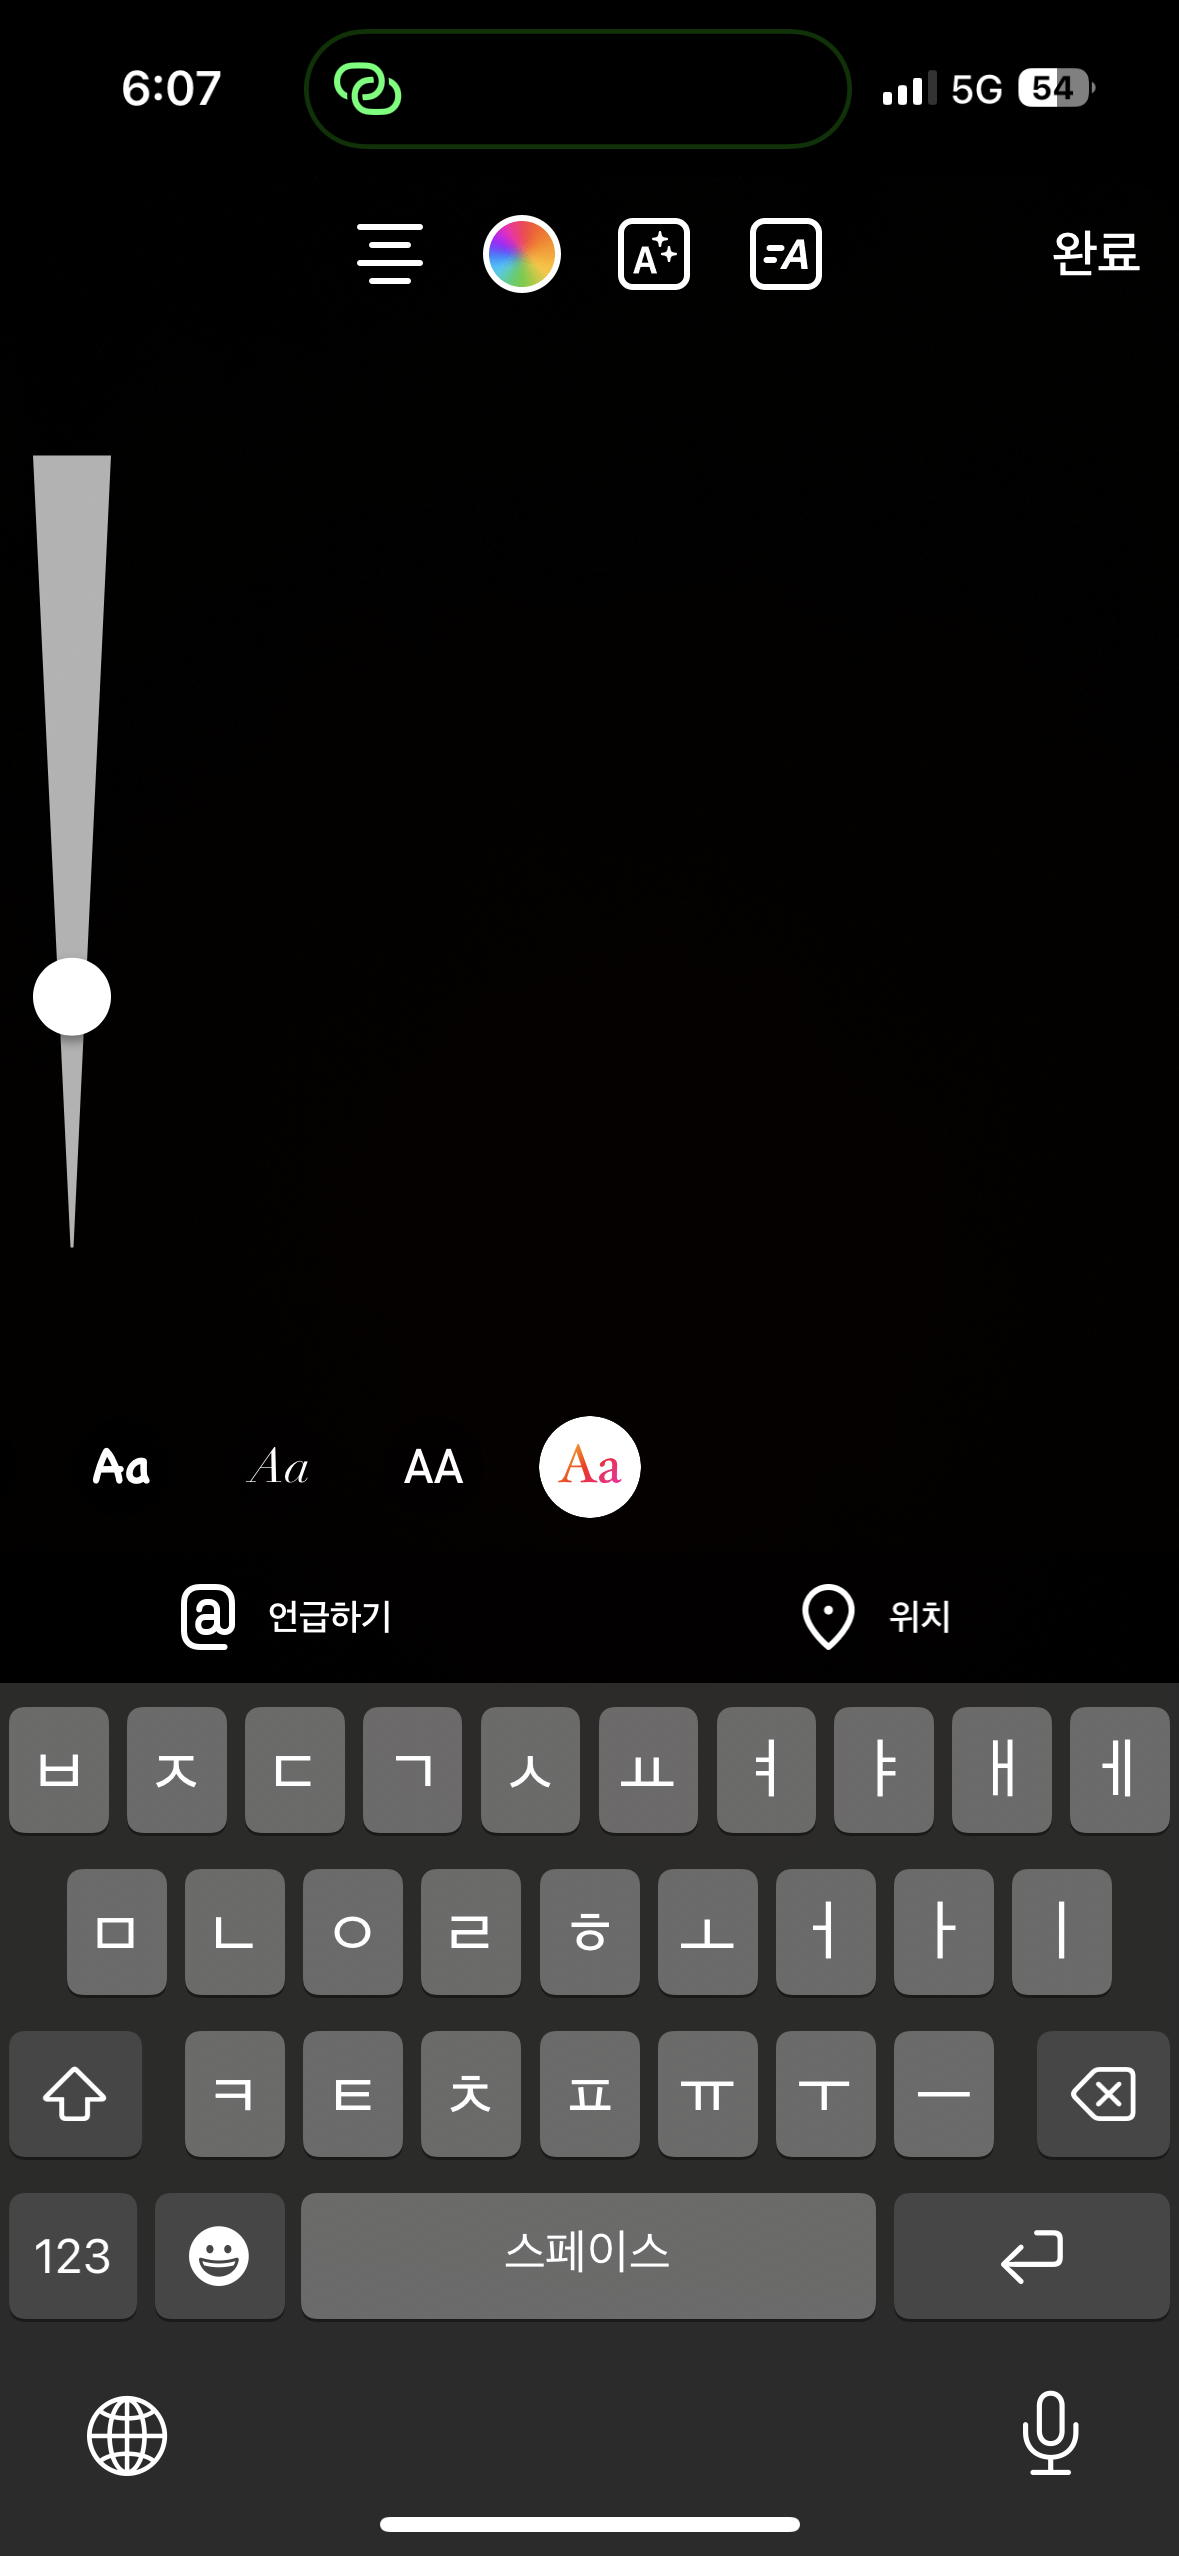 6:07
5G 54
A =A 완료
Aa Aa AA Aa
@ 언급하기 위치
ㅂ ㅈ ㄷ ㄱ ㅅ ㅛ ㅕ ㅑ ㅐ ㅔ
ㅁ ㄴ ㅇ ㄹ ㅎ ㅗ ㅓ ㅏ ㅣ
ㅋ ㅌ ㅊ ㅍ ㅠ ㅜ ㅡ
123 스페이스